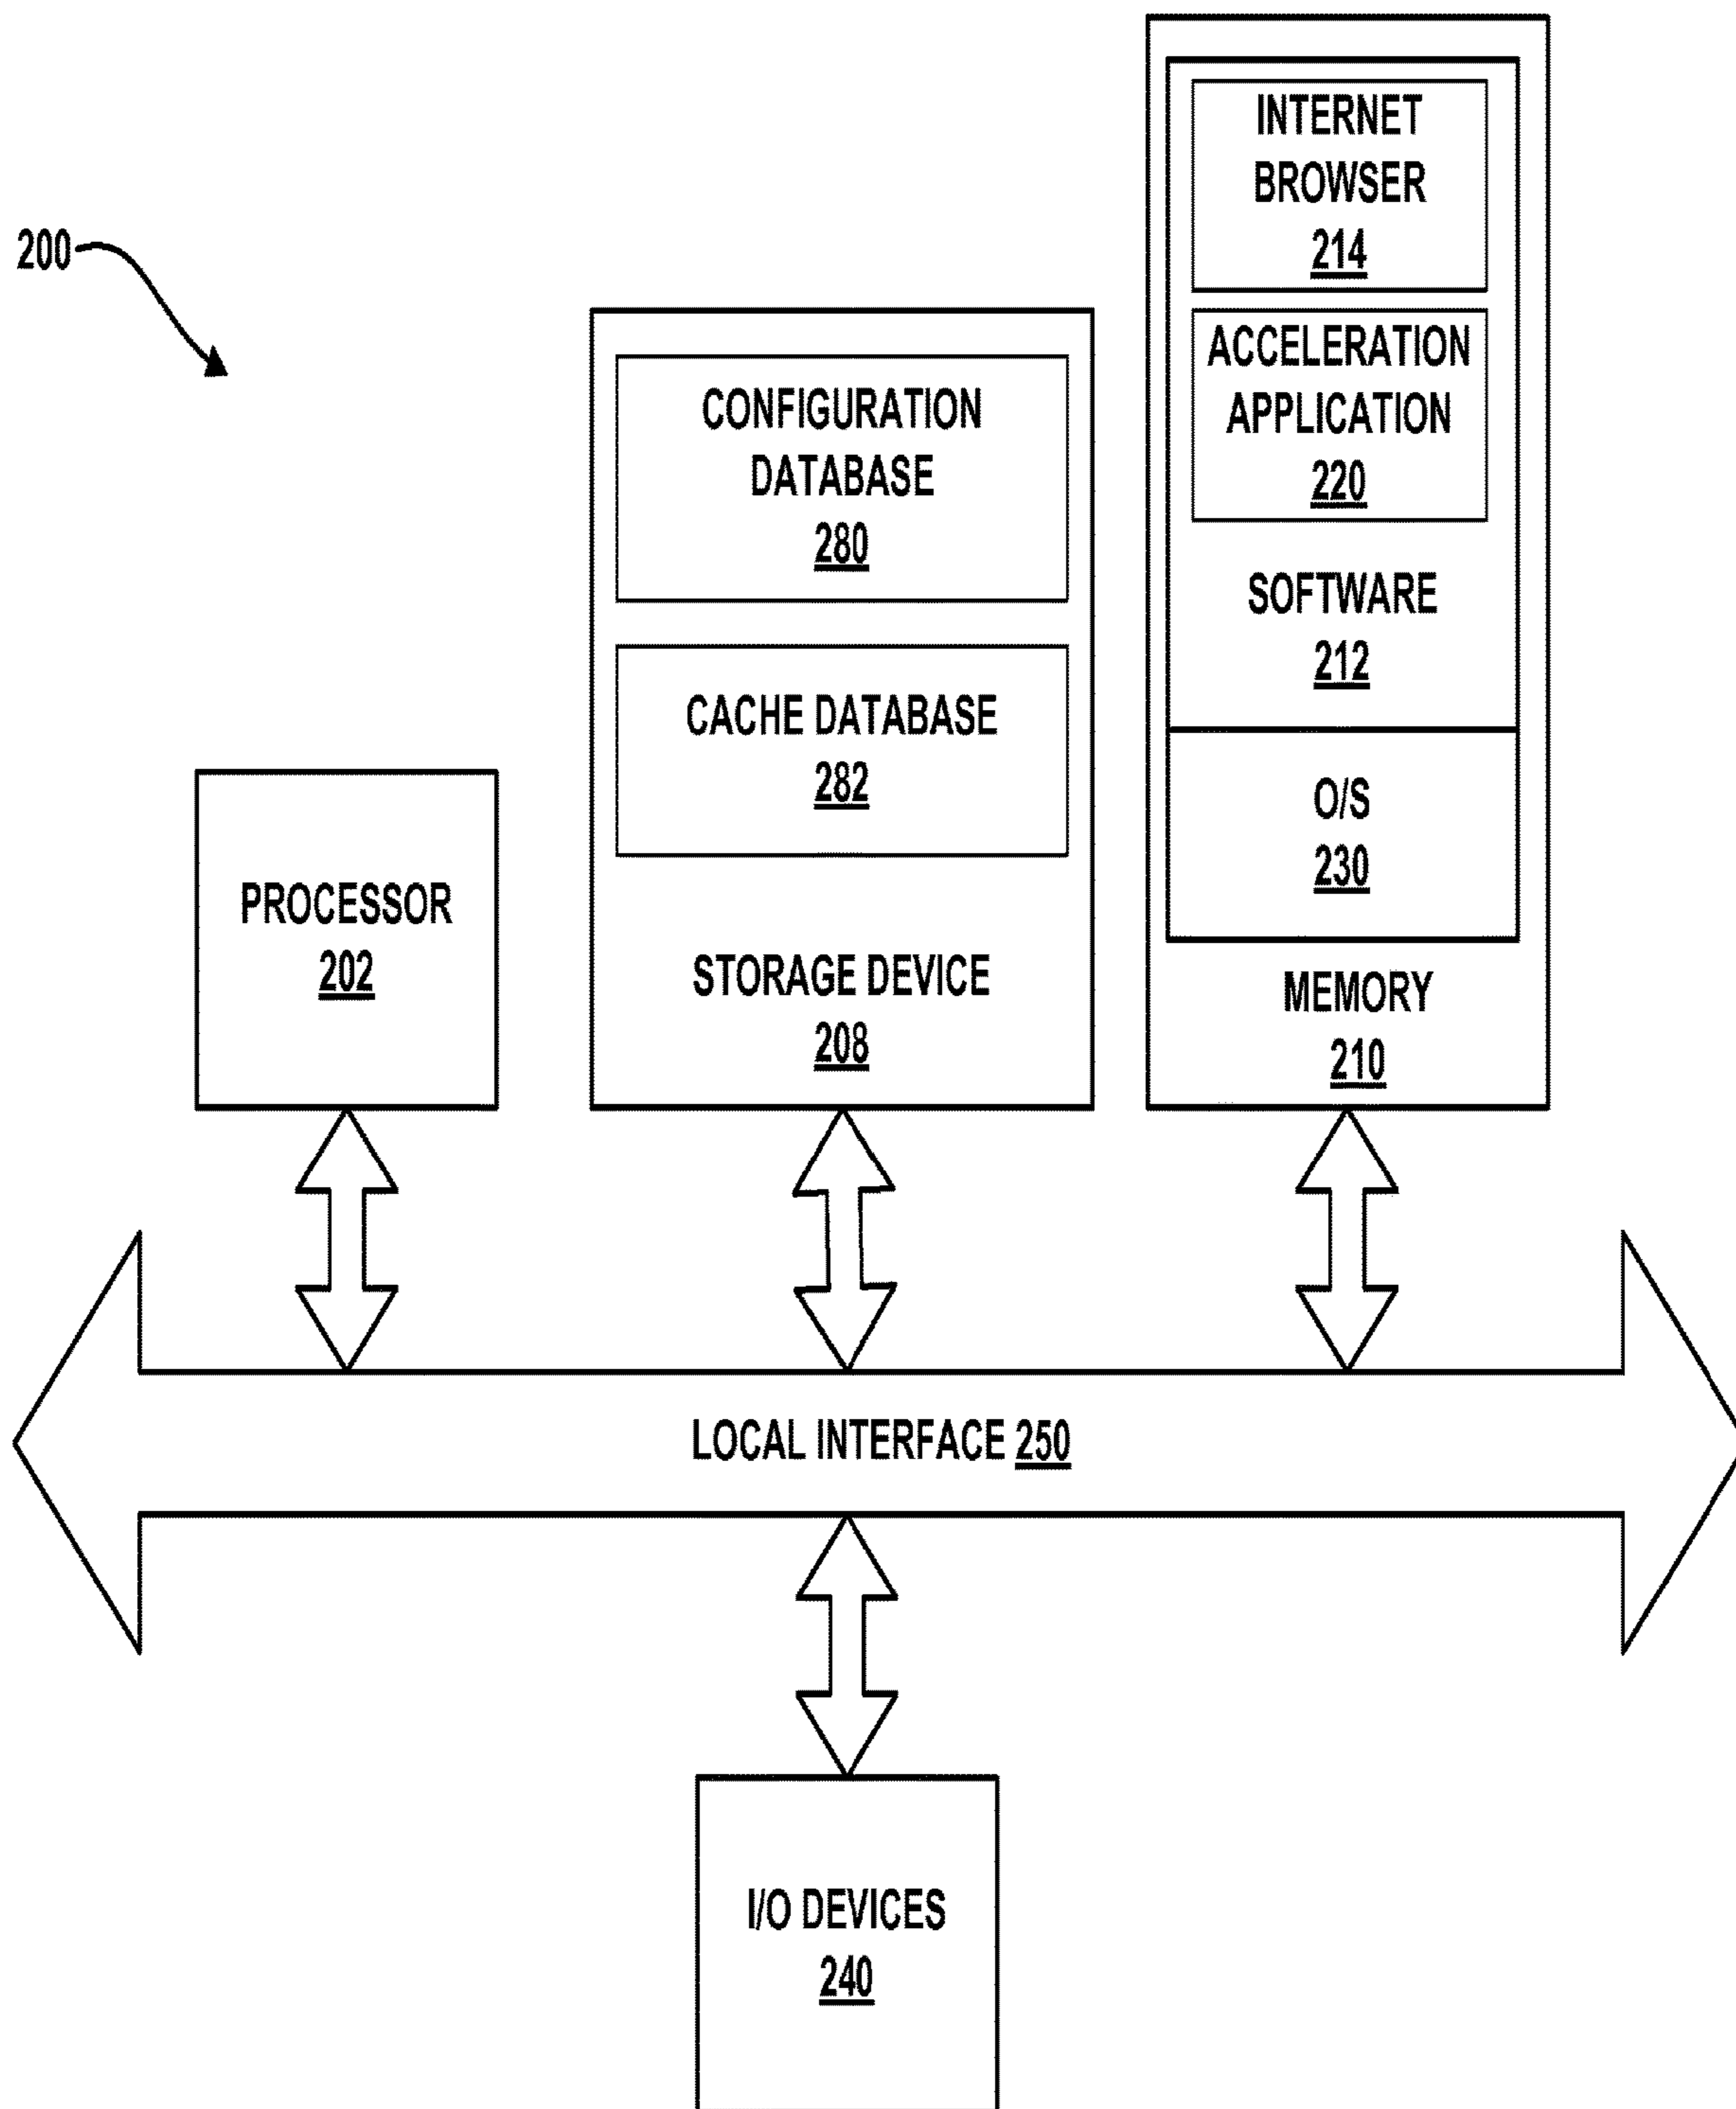 200
INTERNET
BROWSER
214
ACCELERATION
APPLICATION
220
SOFTWARE
212
O/S
230
MEMORY
210
CONFIGURATION
DATABASE
280
CACHE DATABASE
282
STORAGE DEVICE
208
PROCESSOR
202
LOCAL INTERFACE 250
I/O DEVICES
240